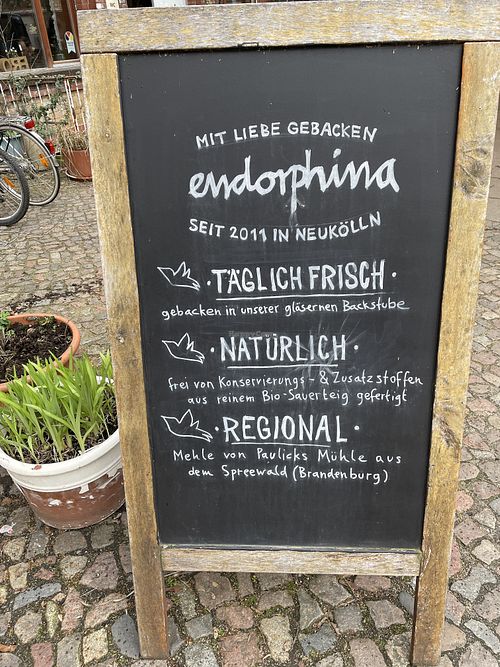 MIT LIEBE GEBACKEN
endorphina
SEIT 2011 IN NEUKÖLLN
·TÄGLICH FRISCH·
gebacken in unserer gläsernen Backstube
·NATÜRLICH·
frei von Konservierungs- & Zusatzstoffen
aus reinem Bio-Sauerteig gefertigt
·REGIONAL·
Mehle von Paulicks Mühle aus
dem Spreewald (Brandenburg)